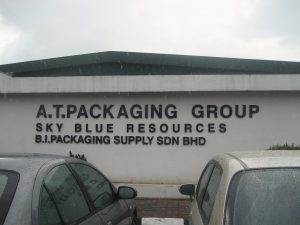 A.T.PACKAGING GROUP
SKY BLUE RESOURCES
B.I.PACKAGING SUPPLY SDN BHD